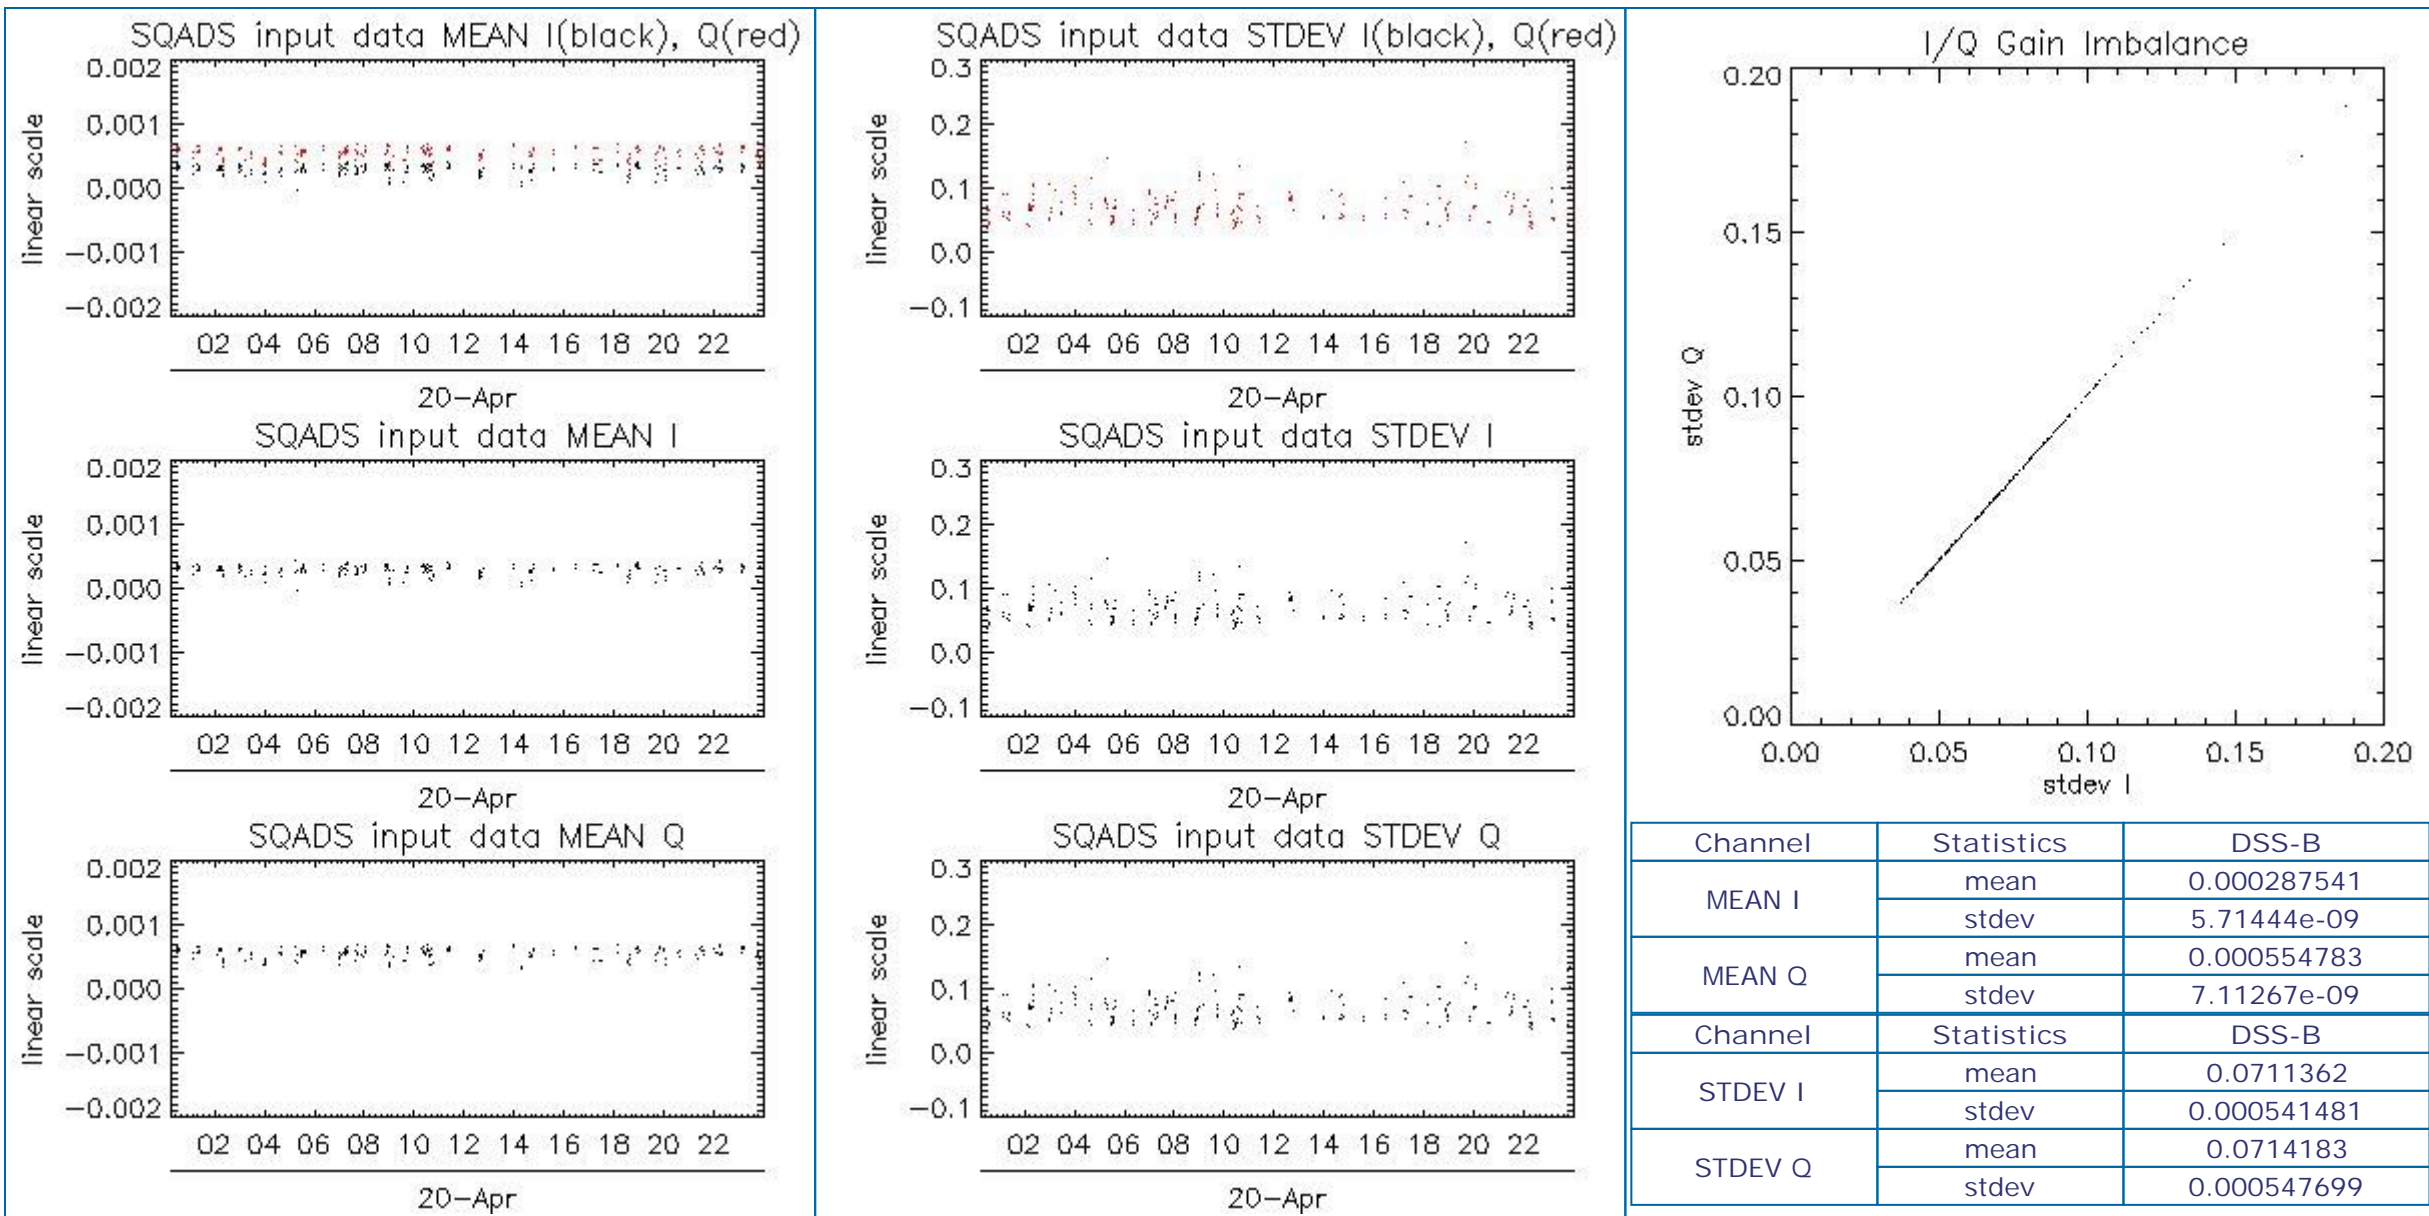 SQADS input data MEAN I(black), Q(red)
0.002
0.001
0.000
−0.001
−0.002
linear scale
02 04 06 08 10 12 14 16 18 20 22
20−Apr
SQADS input data MEAN I
0.002
0.001
0.000
−0.001
−0.002
linear scale
02 04 06 08 10 12 14 16 18 20 22
20−Apr
SQADS input data MEAN Q
0.002
0.001
0.000
−0.001
−0.002
linear scale
02 04 06 08 10 12 14 16 18 20 22
20−Apr
SQADS input data STDEV I(black), Q(red)
0.3
0.2
0.1
0.0
−0.1
linear scale
02 04 06 08 10 12 14 16 18 20 22
20−Apr
SQADS input data STDEV I
0.3
0.2
0.1
0.0
−0.1
linear scale
02 04 06 08 10 12 14 16 18 20 22
20−Apr
SQADS input data STDEV Q
0.3
0.2
0.1
0.0
−0.1
linear scale
02 04 06 08 10 12 14 16 18 20 22
20−Apr
I/Q Gain Imbalance
0.20
0.15
0.10
0.05
0.00
stdev Q
0.00 0.05 0.10 0.15 0.20
stdev I
Channel Statistics DSS-B
MEAN I mean 0.000287541
stdev 5.71444e-09
MEAN Q mean 0.000554783
stdev 7.11267e-09
Channel Statistics DSS-B
STDEV I mean 0.0711362
stdev 0.000541481
STDEV Q mean 0.0714183
stdev 0.000547699